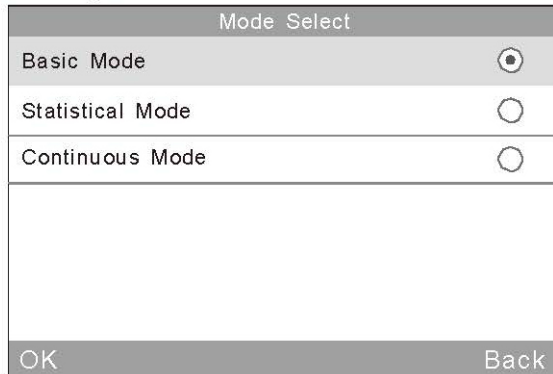 Mode Select
Basic Mode
Statistical Mode
Continuous Mode
OK Back